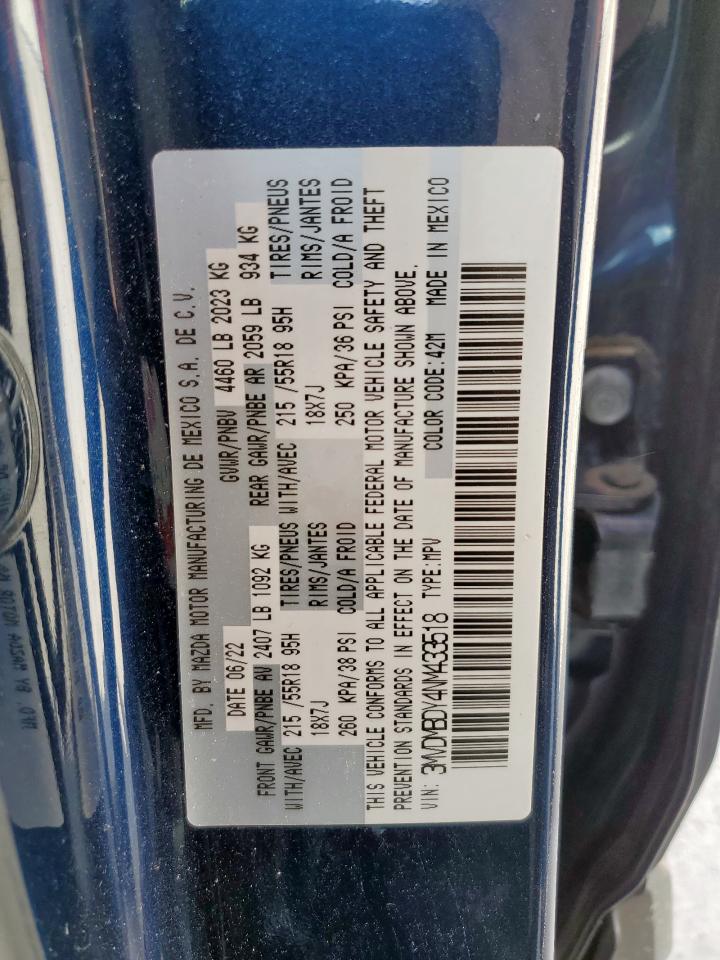 MFD. BY MAZDA MOTOR MANUFACTURING DE MEXICO S.A. DE C.V.
DATE 06/22 GVWR/PNBV 4460 LB 2023 KG
FRONT GAWR/PNBE AV 2407 LB 1092 KG REAR GAWR/PNBE AR 2059 LB 934 KG
WITH/AVEC 215 /55R18 95H TIRES/PNEUS WITH/AVEC 215 /55R18 95H TIRES/PNEUS
18X7J RIMS/JANTES 18X7J RIMS/JANTES
260 KPA/38 PSI COLD/A FROID 250 KPA/36 PSI COLD/A FROID
THIS VEHICLE CONFORMS TO ALL APPLICABLE FEDERAL MOTOR VEHICLE SAFETY AND THEFT
PREVENTION STANDARDS IN EFFECT ON THE DATE OF MANUFACTURE SHOWN ABOVE.
VIN: 3MVDMBDY4NM433518 TYPE:MPV COLOR CODE:42M MADE IN MEXICO